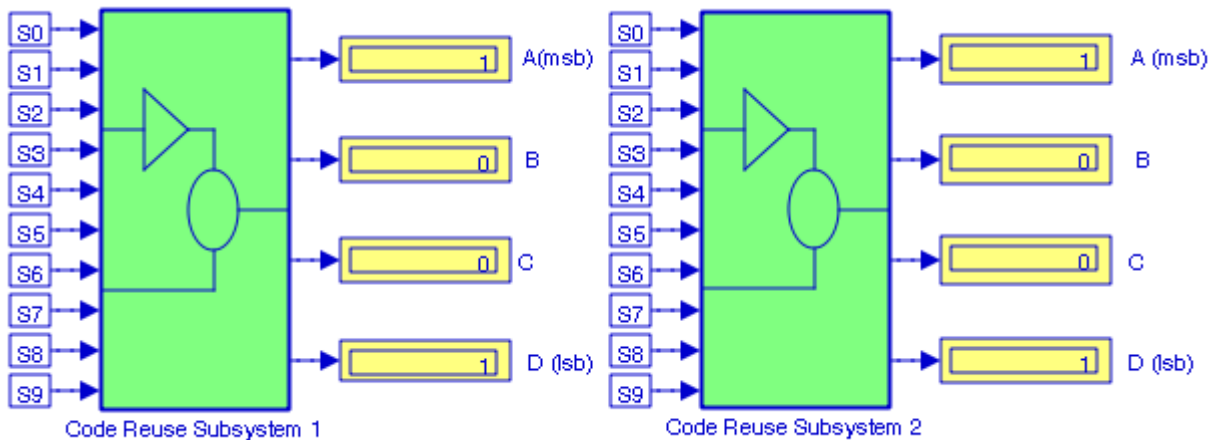 S0
S1
S2
S3
S4
S5
S6
S7
S8
S9
1 A(msb)
0 B
0 C
1 D (lsb)
Code Reuse Subsystem 1
S0
S1
S2
S3
S4
S5
S6
S7
S8
S9
1 A (msb)
0 B
0 C
1 D (lsb)
Code Reuse Subsystem 2